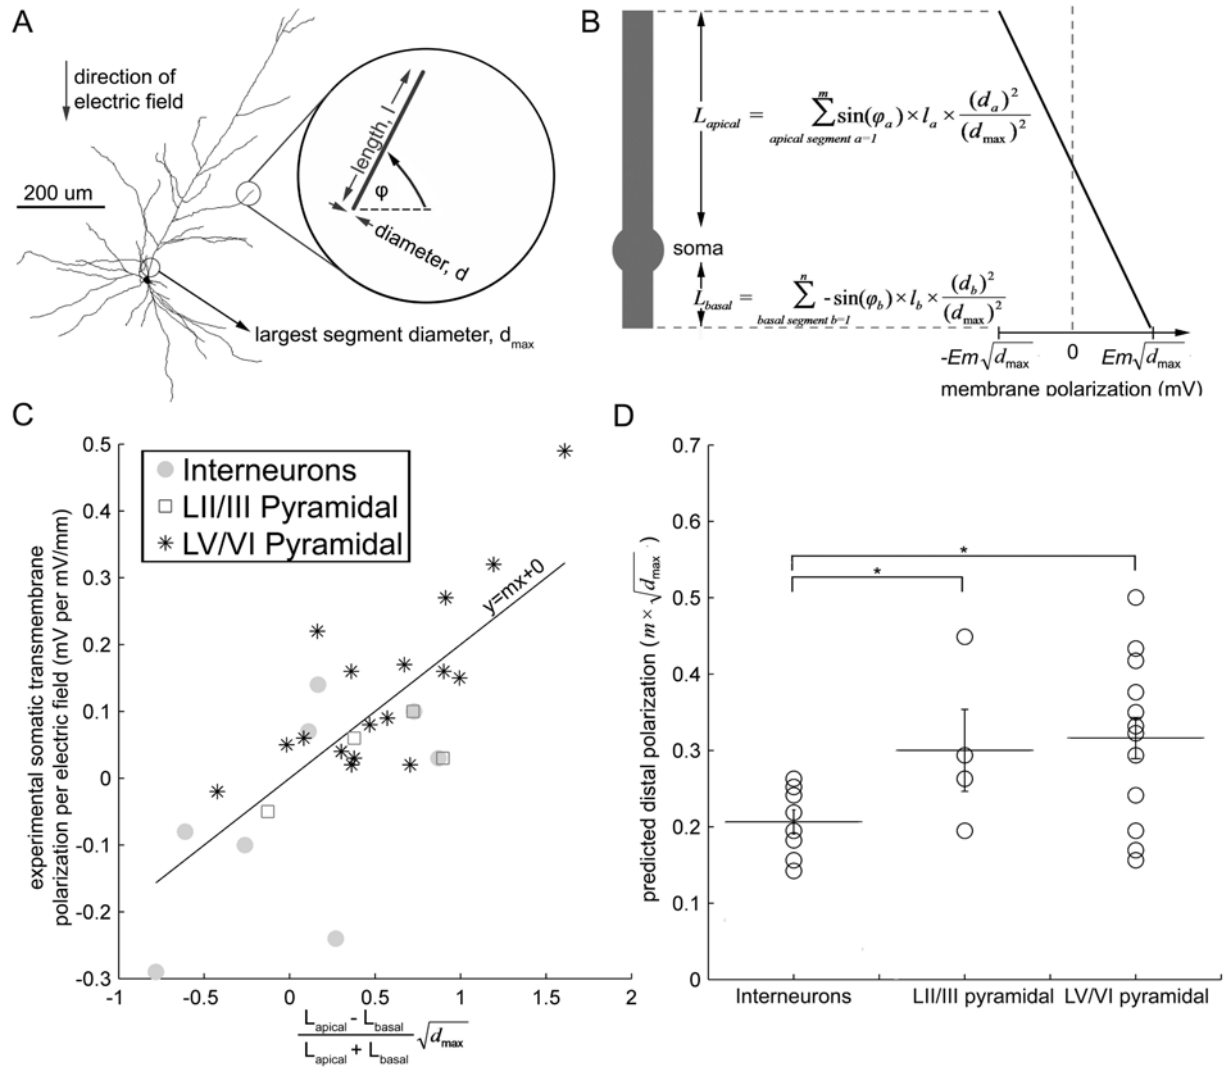 A
direction of
electric field
200 um
length, l
φ
diameter, d
largest segment diameter, dmax
B
L apical = m ∑ apical segment a=1 sin(φa) × la × (da)² / (dmax)²
soma
L basal = n ∑ basal segment b=1 -sin(φb) × lb × (db)² / (dmax)²
-Em√dmax 0 Em√dmax
membrane polarization (mV)
C
experimental somatic transmembrane
polarization per electric field (mV per mV/mm)
0.5
0.4
0.3
0.2
0.1
0
-0.1
-0.2
-0.3
Interneurons
LII/III Pyramidal
LV/VI Pyramidal
y=mx+0
-1 -0.5 0 0.5 1 1.5 2
Lapical - Lbasal
Lapical + Lbasal √dmax
D
predicted distal polarization (m × √dmax )
0.7
0.6
0.5
0.4
0.3
0.2
0.1
0
*
*
Interneurons LII/III pyramidal LV/VI pyramidal